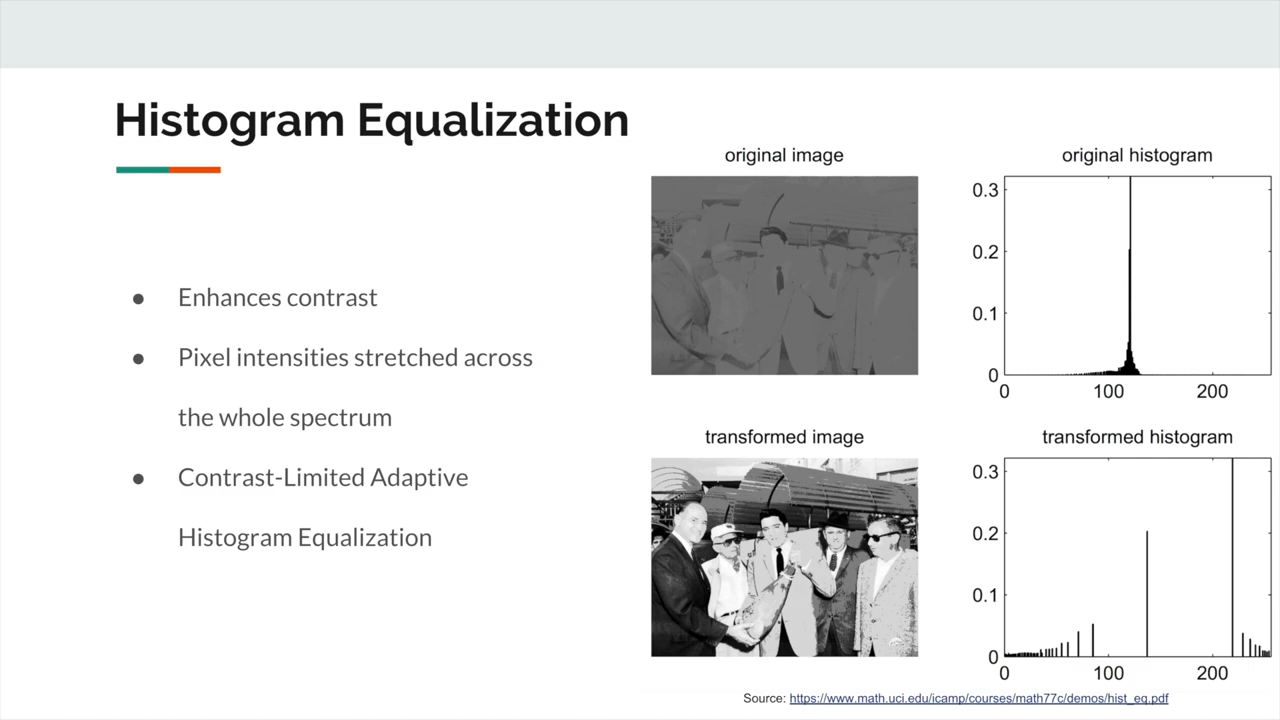 Histogram Equalization
● Enhances contrast
● Pixel intensities stretched across
the whole spectrum
● Contrast-Limited Adaptive
Histogram Equalization
original image
original histogram
0.3
0.2
0.1
0
0 100 200
transformed image
transformed histogram
0.3
0.2
0.1
0
0 100 200
Source: https://www.math.uci.edu/icamp/courses/math77c/demos/hist_eq.pdf